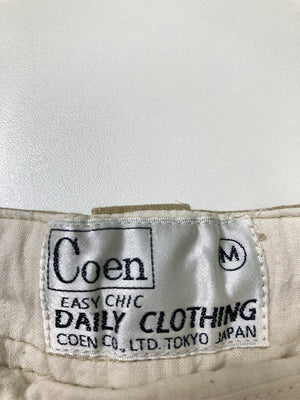 Coen M
EASY CHIC
DAILY CLOTHING
COEN CO., LTD. TOKYO JAPAN